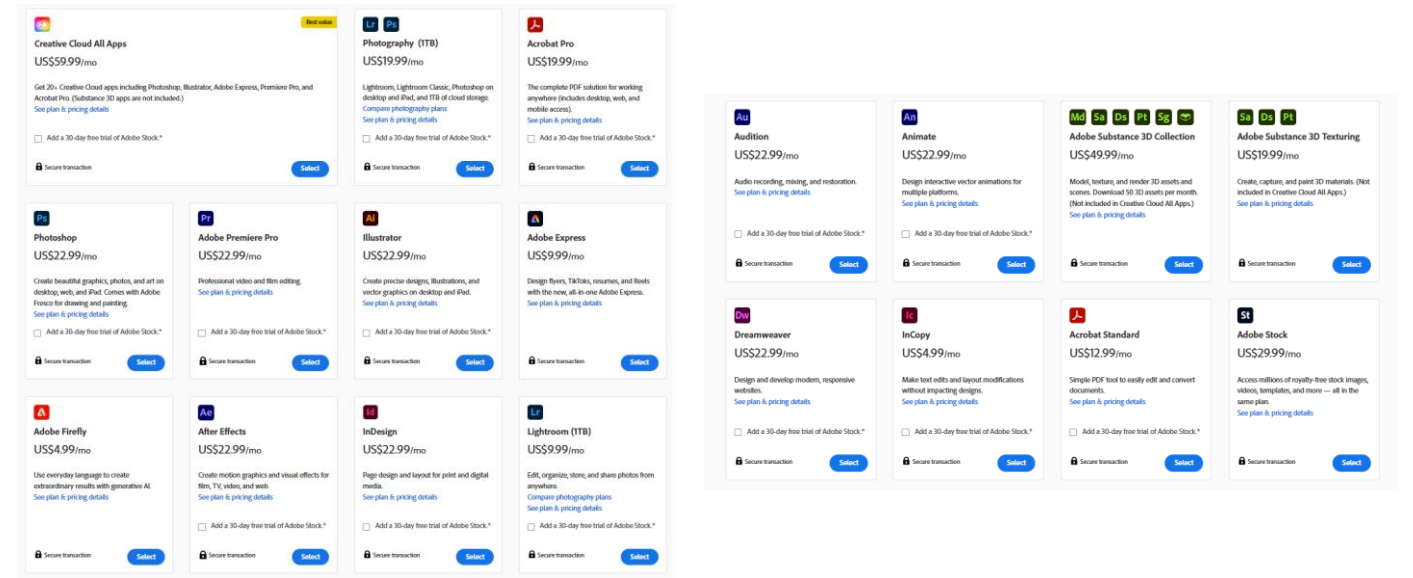 Best value
Creative Cloud All Apps
US$59.99/mo
Get 20+ Creative Cloud apps including Photoshop, Illustrator, Adobe Express, Premiere Pro, and
Acrobat Pro. (Substance 3D apps are not included.)
See plan & pricing details
Add a 30-day free trial of Adobe Stock.*
Secure transaction
Select
Lr Ps
Photography (1TB)
US$19.99/mo
Lightroom, Lightroom Classic, Photoshop on
desktop and iPad, and 1TB of cloud storage.
Compare photography plans
See plan & pricing details
Add a 30-day free trial of Adobe Stock.*
Secure transaction
Select
Acrobat Pro
US$19.99/mo
The complete PDF solution for working
anywhere (includes desktop, web, and
mobile access).
See plan & pricing details
Add a 30-day free trial of Adobe Stock.*
Secure transaction
Select
Ps
Photoshop
US$22.99/mo
Create beautiful graphics, photos, and art on
desktop, web, and iPad. Comes with Adobe
Fresco for drawing and painting.
See plan & pricing details
Add a 30-day free trial of Adobe Stock.*
Secure transaction
Select
Pr
Adobe Premiere Pro
US$22.99/mo
Professional video and film editing.
See plan & pricing details
Add a 30-day free trial of Adobe Stock.*
Secure transaction
Select
Ai
Illustrator
US$22.99/mo
Create precise designs, illustrations, and
vector graphics on desktop and iPad.
See plan & pricing details
Add a 30-day free trial of Adobe Stock.*
Secure transaction
Select
Adobe Express
US$9.99/mo
Design flyers, TikToks, resumes, and Reels
with the new, all-in-one Adobe Express.
See plan & pricing details
Secure transaction
Select
Adobe Firefly
US$4.99/mo
Use everyday language to create
extraordinary results with generative AI.
See plan & pricing details
Secure transaction
Select
Ae
After Effects
US$22.99/mo
Create motion graphics and visual effects for
film, TV, video, and web.
See plan & pricing details
Add a 30-day free trial of Adobe Stock.*
Secure transaction
Select
Id
InDesign
US$22.99/mo
Page design and layout for print and digital
media.
See plan & pricing details
Add a 30-day free trial of Adobe Stock.*
Secure transaction
Select
Lr
Lightroom (1TB)
US$9.99/mo
Edit, organize, store, and share photos from
anywhere.
Compare photography plans
See plan & pricing details
Add a 30-day free trial of Adobe Stock.*
Secure transaction
Select
Au
Audition
US$22.99/mo
Audio recording, mixing, and restoration.
See plan & pricing details
Add a 30-day free trial of Adobe Stock.*
Secure transaction
Select
An
Animate
US$22.99/mo
Design interactive vector animations for
multiple platforms.
See plan & pricing details
Add a 30-day free trial of Adobe Stock.*
Secure transaction
Select
Md Sa Ds Pt Sg
Adobe Substance 3D Collection
US$49.99/mo
Model, texture, and render 3D assets and
scenes. Download 50 3D assets per month.
(Not included in Creative Cloud All Apps.)
See plan & pricing details
Secure transaction
Select
Sa Ds Pt
Adobe Substance 3D Texturing
US$19.99/mo
Create, capture, and paint 3D materials. (Not
included in Creative Cloud All Apps.)
See plan & pricing details
Secure transaction
Select
Dw
Dreamweaver
US$22.99/mo
Design and develop modern, responsive
websites.
See plan & pricing details
Add a 30-day free trial of Adobe Stock.*
Secure transaction
Select
Ic
InCopy
US$4.99/mo
Make text edits and layout modifications
without impacting designs.
See plan & pricing details
Add a 30-day free trial of Adobe Stock.*
Secure transaction
Select
Acrobat Standard
US$12.99/mo
Simple PDF tool to easily edit and convert
documents.
See plan & pricing details
Add a 30-day free trial of Adobe Stock.*
Secure transaction
Select
St
Adobe Stock
US$29.99/mo
Access millions of royalty-free stock images,
videos, templates, and more — all in the
same plan.
See plan & pricing details
Secure transaction
Select